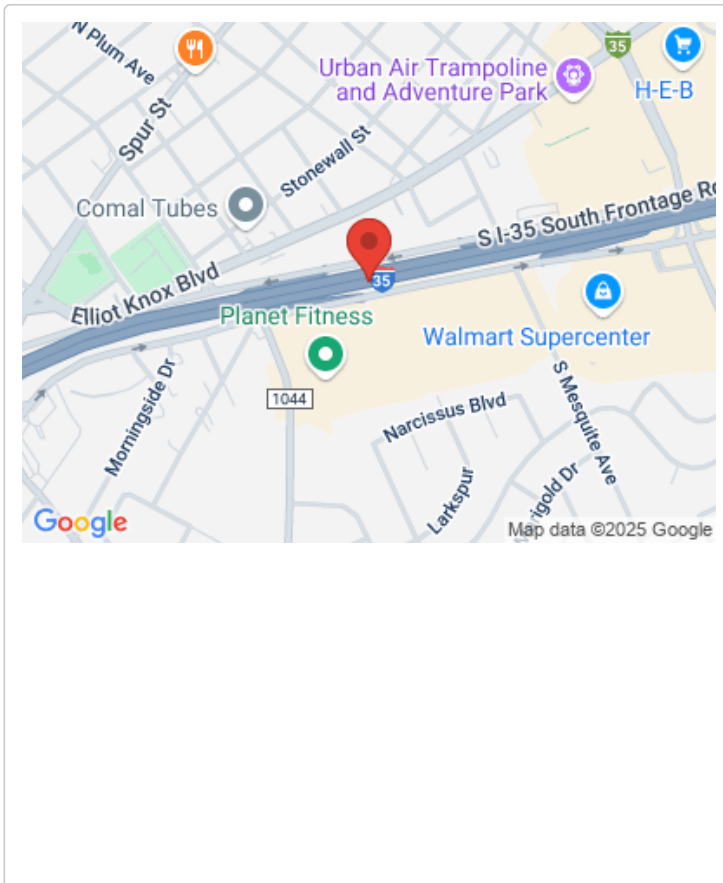 N Plum Ave
Spur St
Urban Air Trampoline
and Adventure Park
35
H-E-B
Stonewall St
Comal Tubes
S I-35 South Frontage
Elliot Knox Blvd
35
Planet Fitness
Walmart Supercenter
Morningside Dr
1044
Narcissus Blvd
S Mesquite Ave
Larkspur
Google
Map data ©2025 Google